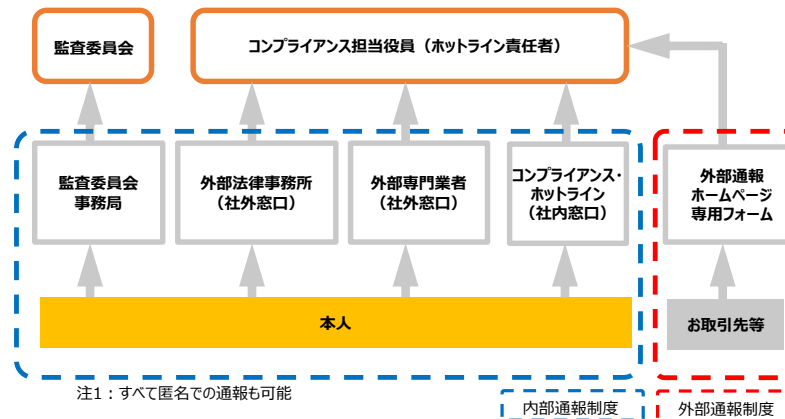 監査委員会
コンプライアンス担当役員（ホットライン責任者）
監査委員会
事務局
外部法律事務所
（社外窓口）
外部専門業者
（社外窓口）
コンプライアンス・
ホットライン
（社内窓口）
外部通報
ホームページ
専用フォーム
本人
お取引先等
注1：すべて匿名での通報も可能
内部通報制度
外部通報制度